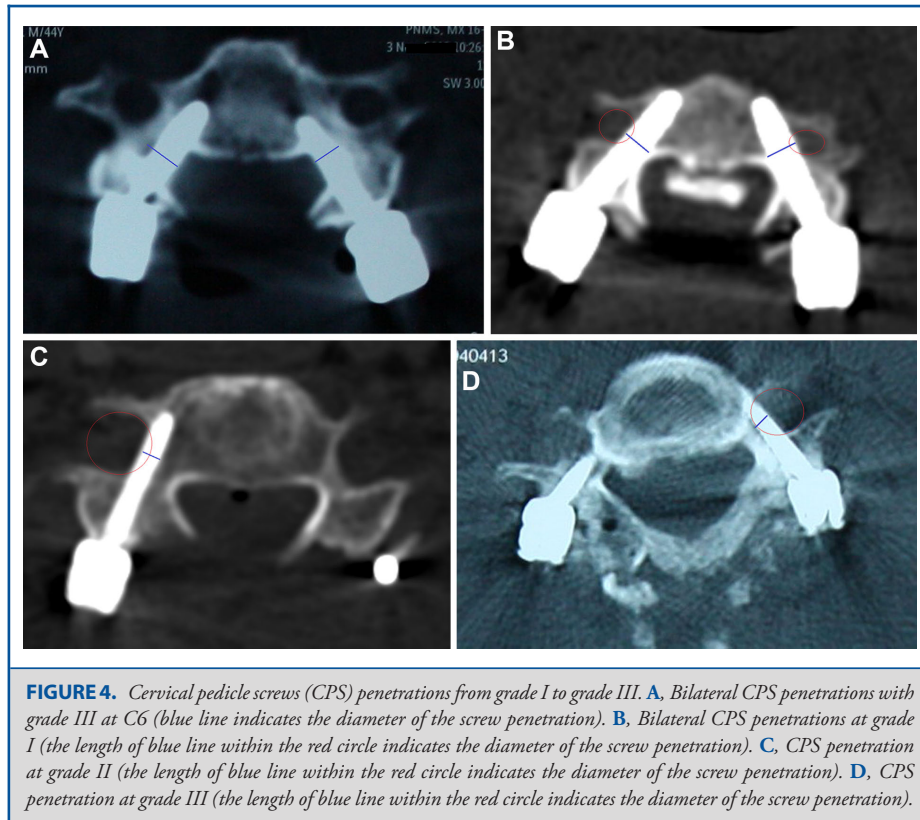 . M/44Y
PNMS, MX 16-
A
3 N 10:26:
mm
1
SW 3.00
B
C
940413
D
FIGURE 4. Cervical pedicle screws (CPS) penetrations from grade I to grade III. A, Bilateral CPS penetrations with
grade III at C6 (blue line indicates the diameter of the screw penetration). B, Bilateral CPS penetrations at grade
I (the length of blue line within the red circle indicates the diameter of the screw penetration). C, CPS penetration
at grade II (the length of blue line within the red circle indicates the diameter of the screw penetration). D, CPS
penetration at grade III (the length of blue line within the red circle indicates the diameter of the screw penetration).